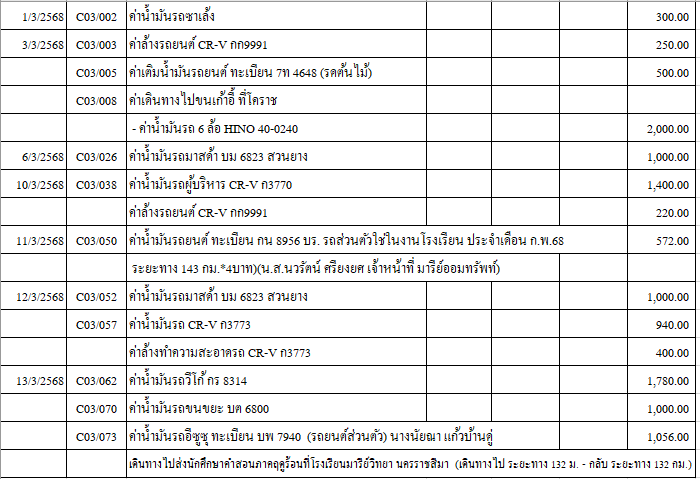 1/3/2568 C03/002 ค่าน้ำมันรถซาเล้ง 300.00
3/3/2568 C03/003 ค่าล้างรถยนต์ CR-V กก9991 250.00
C03/005 ค่าเติมน้ำมันรถยนต์ ทะเบียน 7ท 4648 (รดต้นไม้) 500.00
C03/008 ค่าเดินทางไปขนเก้าอี้ ที่โคราช
- ค่าน้ำมันรถ 6 ล้อ HINO 40-0240 2,000.00
6/3/2568 C03/026 ค่าน้ำมันรถมาสด้า บม 6823 สวนยาง 1,000.00
10/3/2568 C03/038 ค่าน้ำมันรถผู้บริหาร CR-V ก3770 1,400.00
ค่าล้างรถยนต์ CR-V กก9991 220.00
11/3/2568 C03/050 ค่าน้ำมันรถยนต์ ทะเบียน กน 8956 บร. รถส่วนตัวใช่ในงานโรงเรียน ประจำเดือน ก.พ.68 572.00
ระยะทาง 143 กม.*4บาท)(น.ส.นวรัตน์ ศรียงยศ เจ้าหน้าที่ มารีย์ออมทรัพท์)
12/3/2568 C03/052 ค่าน้ำมันรถมาสด้า บม 6823 สวนยาง 1,000.00
C03/057 ค่าน้ำมันรถ CR-V ก3773 940.00
ค่าล้างทำความสะอาดรถ CR-V ก3773 400.00
13/3/2568 C03/062 ค่าน้ำมันรถวีโก้ กร 8314 1,780.00
C03/070 ค่าน้ำมันรถขนขยะ บต 6800 1,000.00
C03/073 ค่าน้ำมันรถอีซูซุ ทะเบียน บพ 7940 (รถยนต์ส่วนตัว) นางนัยณา แก้วบ้านดู่ 1,056.00
เดินทางไปส่งนักศึกษาคำสอนภาคฤดูร้อนที่โรงเรียนมารีย์วิทยา นครราชสิมา (เดินทางไป ระยะทาง 132 ม. - กลับ ระยะทาง 132 กม.)